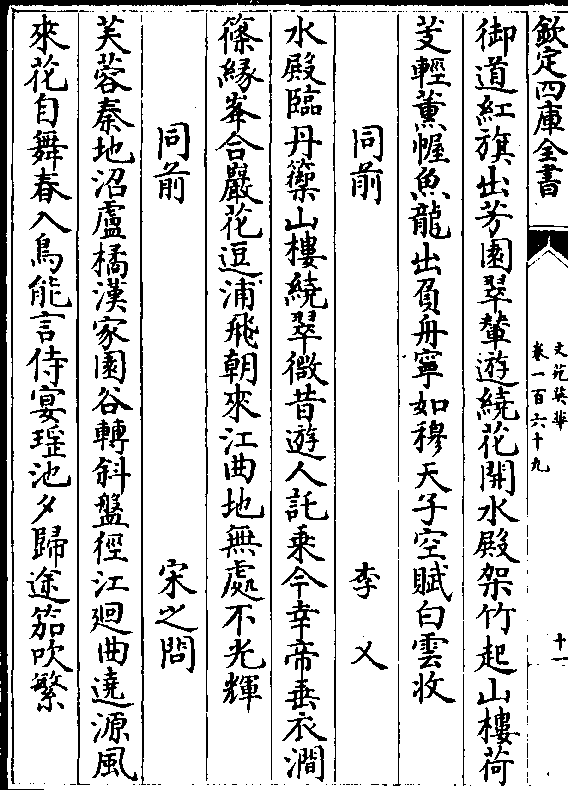 欽定四庫全書
文苑英華
卷一百六十九
十一
御道紅旗出芳園翠輦遊繞花開水殿架竹起山樓荷
芰輕薫幄魚龍出負舟寧如穆天子空賦白雲收
同前 李乂
水殿臨丹籞山樓繞翠微昔遊人託乘今幸帝垂衣澗
篠緣峯合巖花逗浦飛朝來江曲地無處不光輝
同前 宋之問
芙蓉秦地沼盧橘漢家園谷轉斜盤徑江廻曲遶源風
來花自舞春入鳥能言侍宴瑶池夕歸途笳吹繁